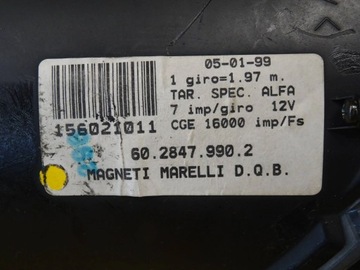 05-01-99
1 giro=1.97 m.
TAR. SPEC. ALFA
7 imp/giro 12V
156021011
CGE 16000 imp/Fs
60.2847.990.2
MAGNETI MARELLI D.Q.B.